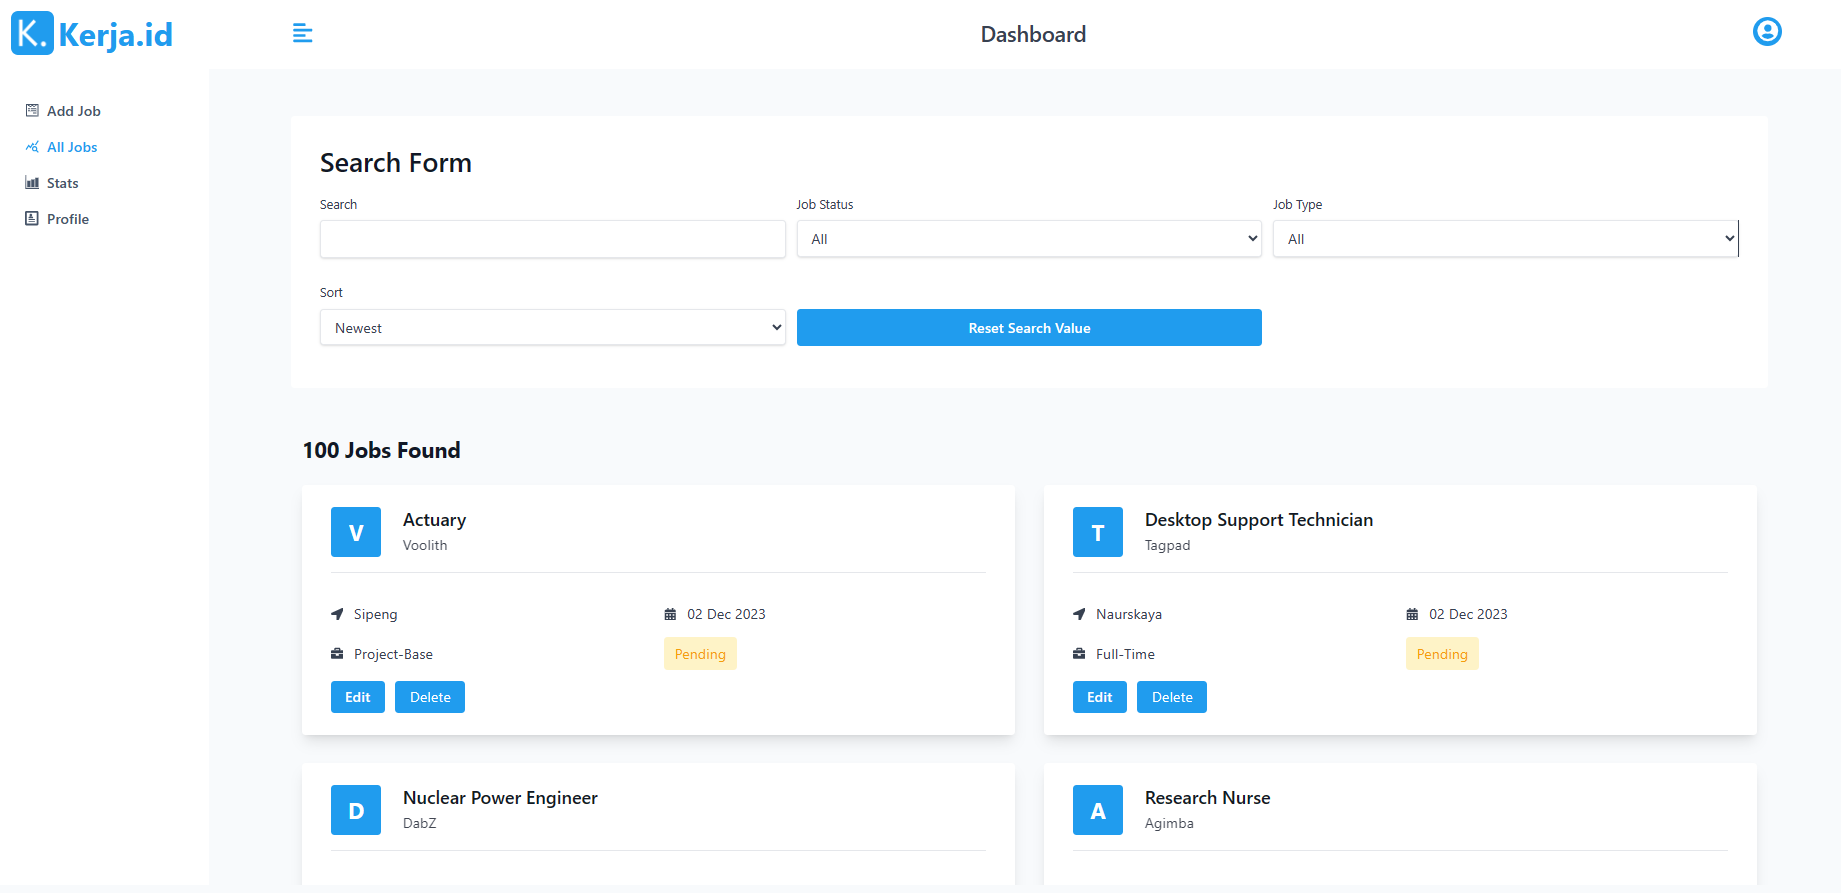 K. Kerja.id
Dashboard
Add Job
All Jobs
Stats
Profile
Search Form
Search
Job Status
Job Type
All
All
Sort
Newest
Reset Search Value
100 Jobs Found
V
Actuary
Voolith
Sipeng
02 Dec 2023
Project-Base
Pending
Edit
Delete
T
Desktop Support Technician
Tagpad
Naurskaya
02 Dec 2023
Full-Time
Pending
Edit
Delete
D
Nuclear Power Engineer
DabZ
A
Research Nurse
Agimba